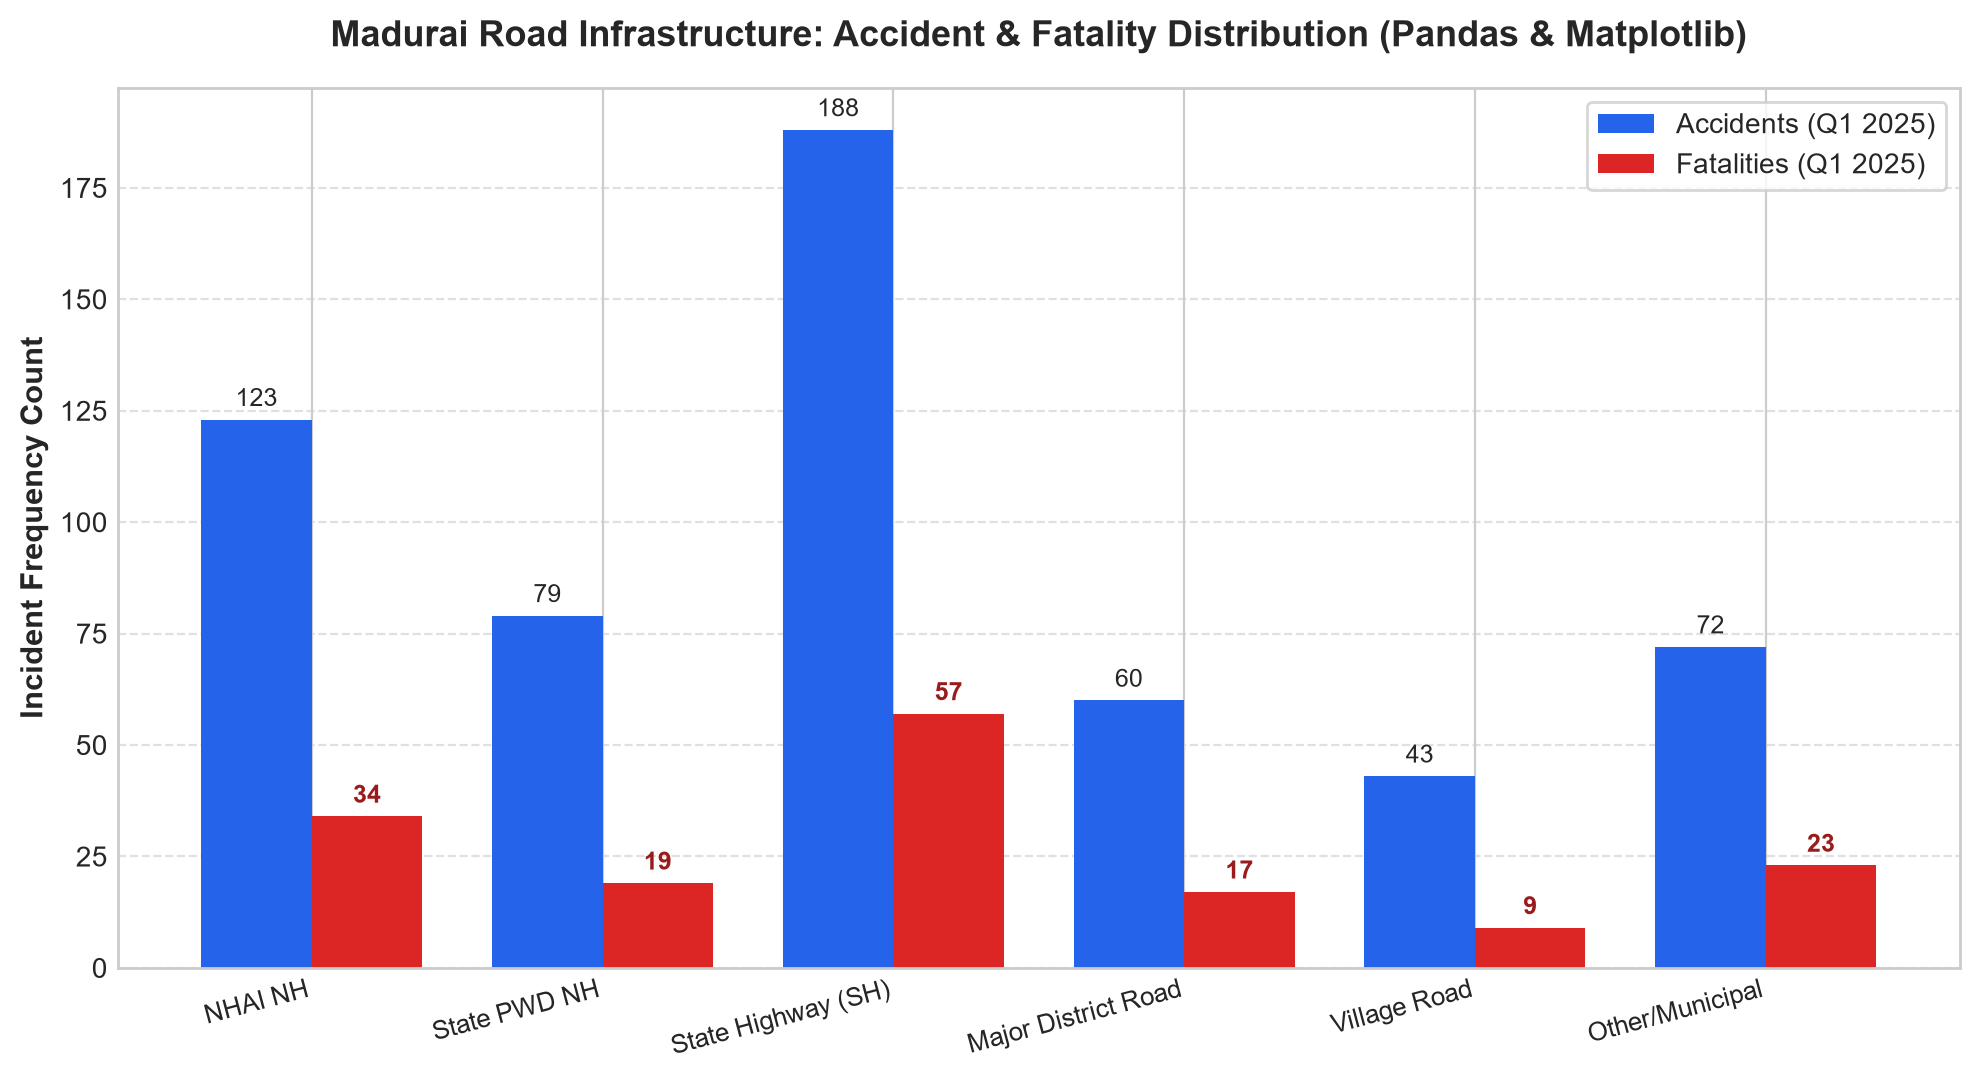 Madurai Road Infrastructure: Accident & Fatality Distribution (Pandas & Matplotlib)
Accidents (Q1 2025)
Fatalities (Q1 2025)
Incident Frequency Count
175
150
125
100
75
50
25
0
123
34
79
19
188
57
60
17
43
9
72
23
NHAI NH
State PWD NH
State Highway (SH)
Major District Road
Village Road
Other/Municipal